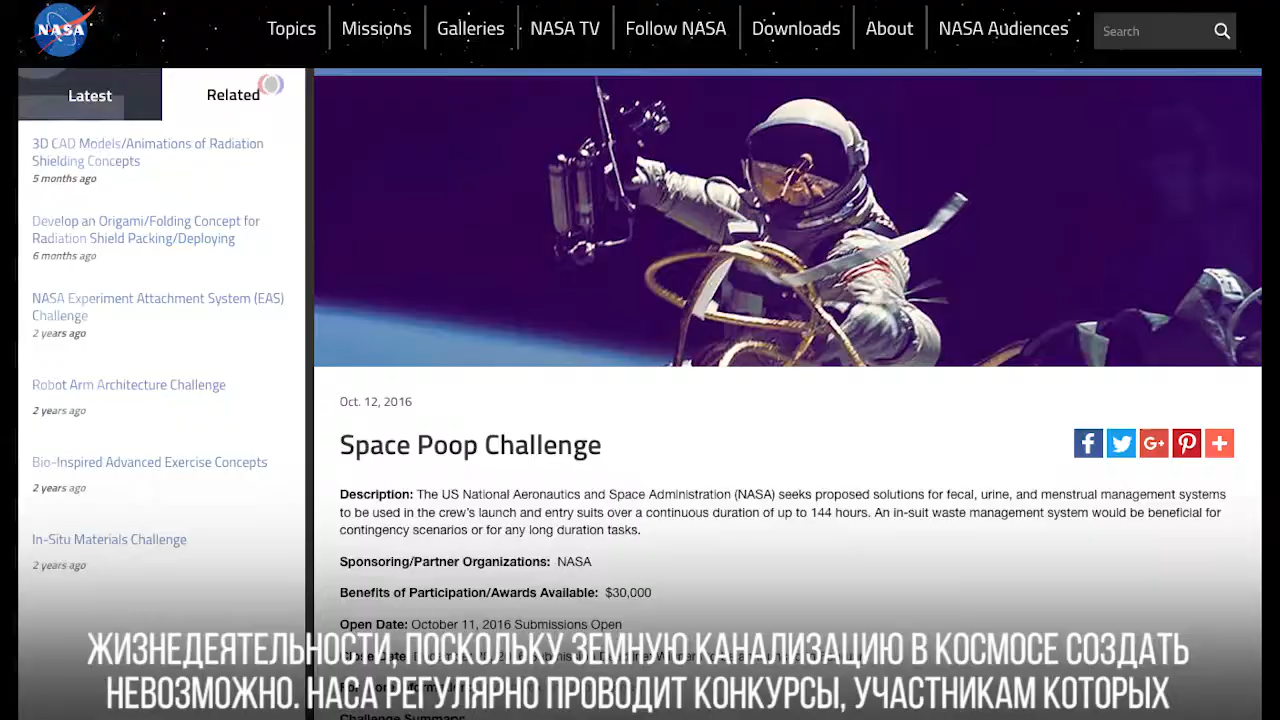 NASA
Topics
Missions
Galleries
NASA TV
Follow NASA
Downloads
About
NASA Audiences
Search
Latest
Related
3D CAD Models/Animations of Radiation
Shielding Concepts
5 months ago
Develop an Origami/Folding Concept for
Radiation Shield Packing/Deploying
6 months ago
NASA Experiment Attachment System (EAS)
Challenge
2 years ago
Robot Arm Architecture Challenge
2 years ago
Bio-Inspired Advanced Exercise Concepts
2 years ago
In-Situ Materials Challenge
2 years ago
Oct. 12, 2016
Space Poop Challenge
Description: The US National Aeronautics and Space Administration (NASA) seeks proposed solutions for fecal, urine, and menstrual management systems
to be used in the crew's launch and entry suits over a continuous duration of up to 144 hours. An in-suit waste management system would be beneficial for
contingency scenarios or for any long duration tasks.
Sponsoring/Partner Organizations: NASA
Benefits of Participation/Awards Available: $30,000
Open Date: October 11, 2016 Submissions Open
ЖИЗНЕДЕЯТЕЛЬНОСТИ. ПОСКОЛЬКУ ЗЕМНУЮ КАНАЛИЗАЦИЮ В КОСМОСЕ СОЗДАТЬ
НЕВОЗМОЖНО. НАСА РЕГУЛЯРНО ПРОВОДИТ КОНКУРСЫ, УЧАСТНИКАМ КОТОРЫХ
Challenge Summary: